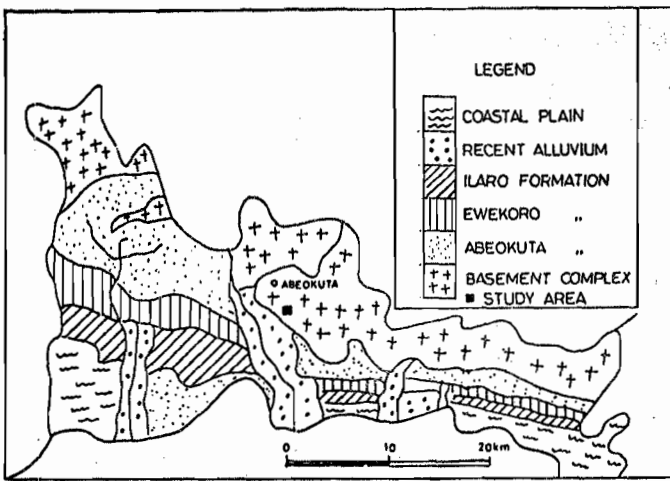 LEGEND
COASTAL PLAIN
RECENT ALLUVIUM
ILARO FORMATION
EWEKORO „
ABEOKUTA „
BASEMENT COMPLEX
STUDY AREA
ABEOKUTA
0 10 20km